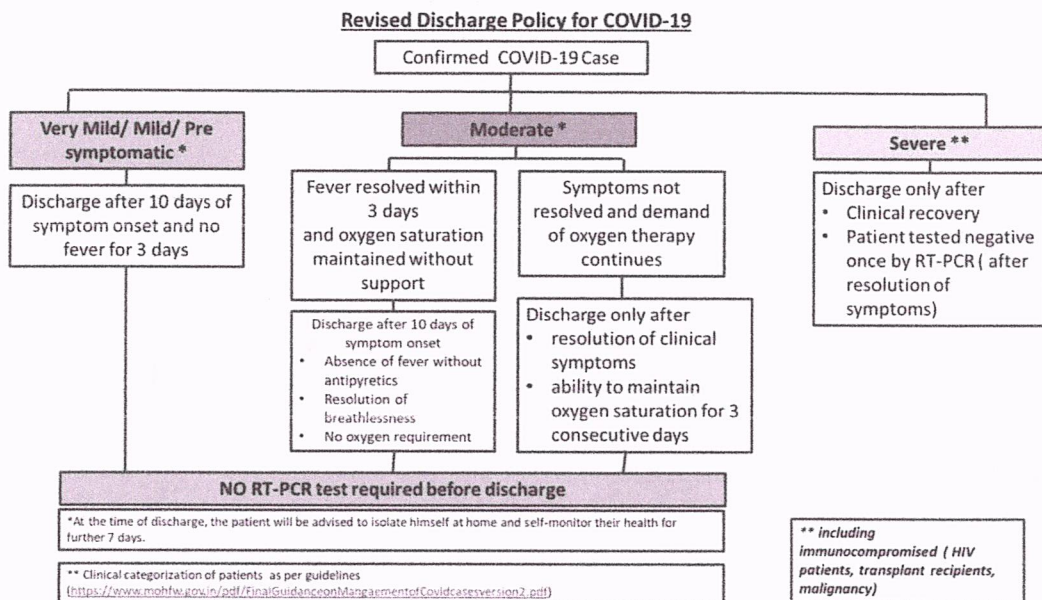 Revised Discharge Policy for COVID-19
Confirmed COVID-19 Case
Very Mild/ Mild/ Pre
symptomatic *
Discharge after 10 days of
symptom onset and no
fever for 3 days
Moderate *
Fever resolved within
3 days
and oxygen saturation
maintained without
support
Discharge after 10 days of
symptom onset
• Absence of fever without
antipyretics
• Resolution of
breathlessness
• No oxygen requirement
Symptoms not
resolved and demand
of oxygen therapy
continues
Discharge only after
• resolution of clinical
symptoms
• ability to maintain
oxygen saturation for 3
consecutive days
Severe **
Discharge only after
• Clinical recovery
• Patient tested negative
once by RT-PCR ( after
resolution of
symptoms)
NO RT-PCR test required before discharge
*At the time of discharge, the patient will be advised to isolate himself at home and self-monitor their health for
further 7 days.
** Clinical categorization of patients as per guidelines
(https://www.mohfw.gov.in/pdf/FinalGuidanceonMangaementofCovidcasesversion2.pdf)
** including
immunocompromised ( HIV
patients, transplant recipients,
malignancy)